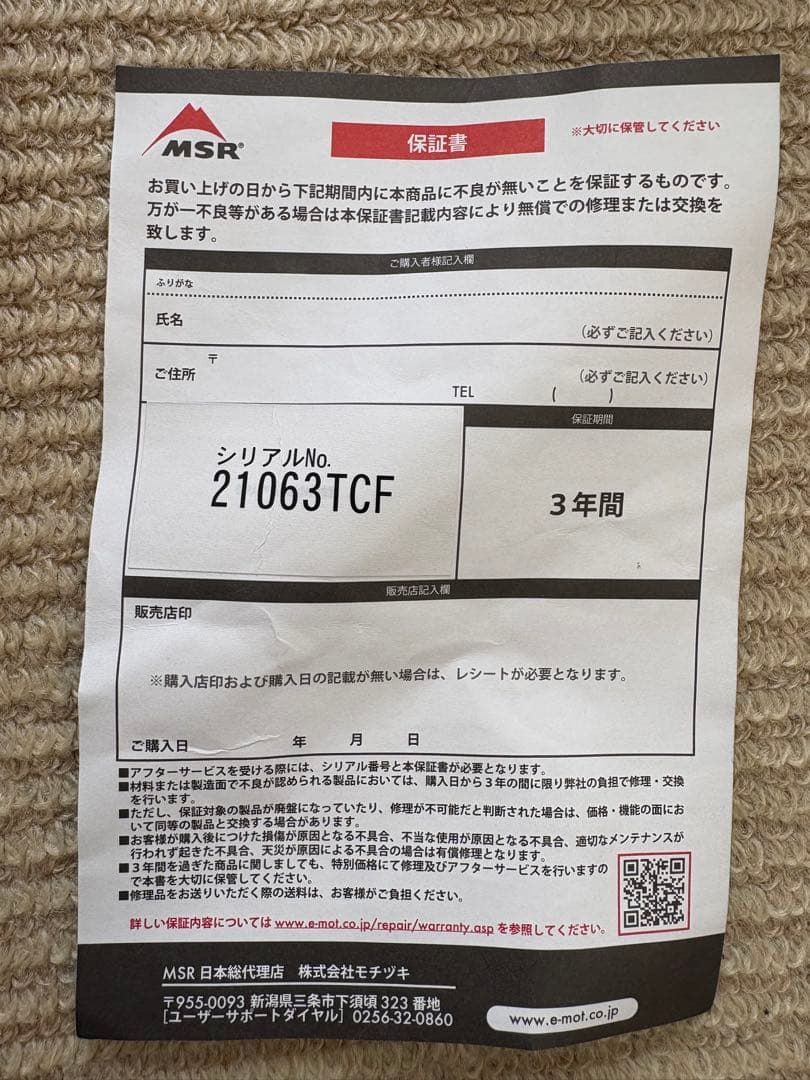 MSR®
保証書
※大切に保管してください
お買い上げの日から下記期間内に本商品に不良が無いことを保証するものです。
万が一不良等がある場合は本保証書記載内容により無償での修理または交換を
致します。
ご購入者様記入欄
ふりがな
氏名
(必ずご記入ください)
〒
ご住所
(必ずご記入ください)
TEL ( )
シリアルNo.
21063TCF
保証期間
3年間
販売店記入欄
販売店印
※購入店印および購入日の記載が無い場合は、レシートが必要となります。
ご購入日 年 月 日
■アフターサービスを受ける際には、シリアル番号と本保証書が必要となります。
■材料または製造面で不良が認められる製品においては、購入日から3年の間に限り弊社の負担で修理・交換
を行います。
■ただし、保証対象の製品が廃盤になっていたり、修理が不可能だと判断された場合は、価格・機能の面にお
いて同等の製品と交換する場合があります。
■お客様が購入後につけた損傷が原因となる不具合、不当な使用が原因となる不具合、適切なメンテナンスが
行われず起きた不具合、天災が原因による不具合の場合は有償修理となります。
■3年間を過ぎた商品に関しましても、特別価格にて修理及びアフターサービスを行いますの
で本書を大切に保管してください。
■修理品をお送りいただく際の送料は、お客様がご負担ください。
詳しい保証内容については www.e-mot.co.jp/repair/warranty.asp を参照してください。
MSR 日本総代理店 株式会社モチヅキ
〒955-0093 新潟県三条市下須頃 323 番地
[ユーザーサポートダイヤル] 0256-32-0860
www.e-mot.co.jp